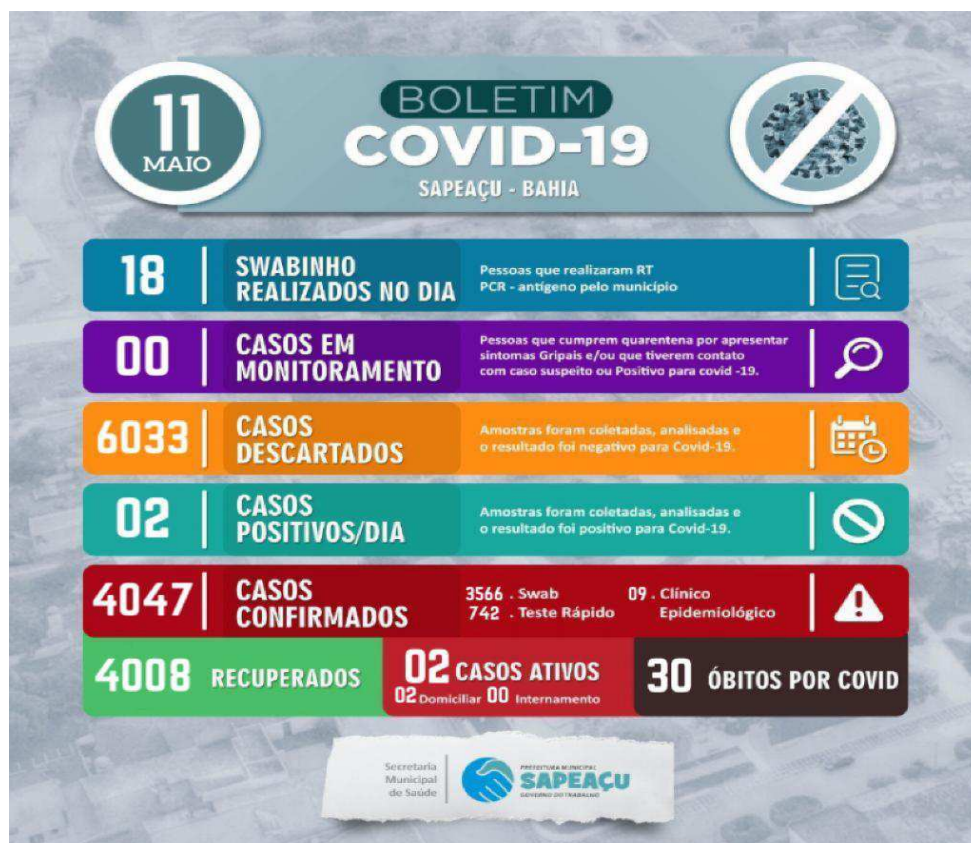 11
MAIO
BOLETIM
COVID-19
SAPEAÇU - BAHIA
18
SWABINHO
REALIZADOS NO DIA
Pessoas que realizaram RT
PCR - antígeno pelo município
00
CASOS EM
MONITORAMENTO
Pessoas que cumprem quarentena por apresentar
sintomas Gripais e/ou que tiverem contato
com caso suspeito ou Positivo para covid -19.
6033
CASOS
DESCARTADOS
Amostras foram coletadas, analisadas e
o resultado foi negativo para Covid-19.
02
CASOS
POSITIVOS/DIA
Amostras foram coletadas, analisadas e
o resultado foi positivo para Covid-19.
4047
CASOS
CONFIRMADOS
3566 . Swab
742 . Teste Rápido
09 . Clínico
Epidemiológico
4008 RECUPERADOS
02 CASOS ATIVOS
02 Domiciliar 00 Internamento
30 ÓBITOS POR COVID
Secretaria
Municipal
de Saúde
PREFEITURA MUNICIPAL
SAPEAÇU
GOVERNO DO TRABALHO